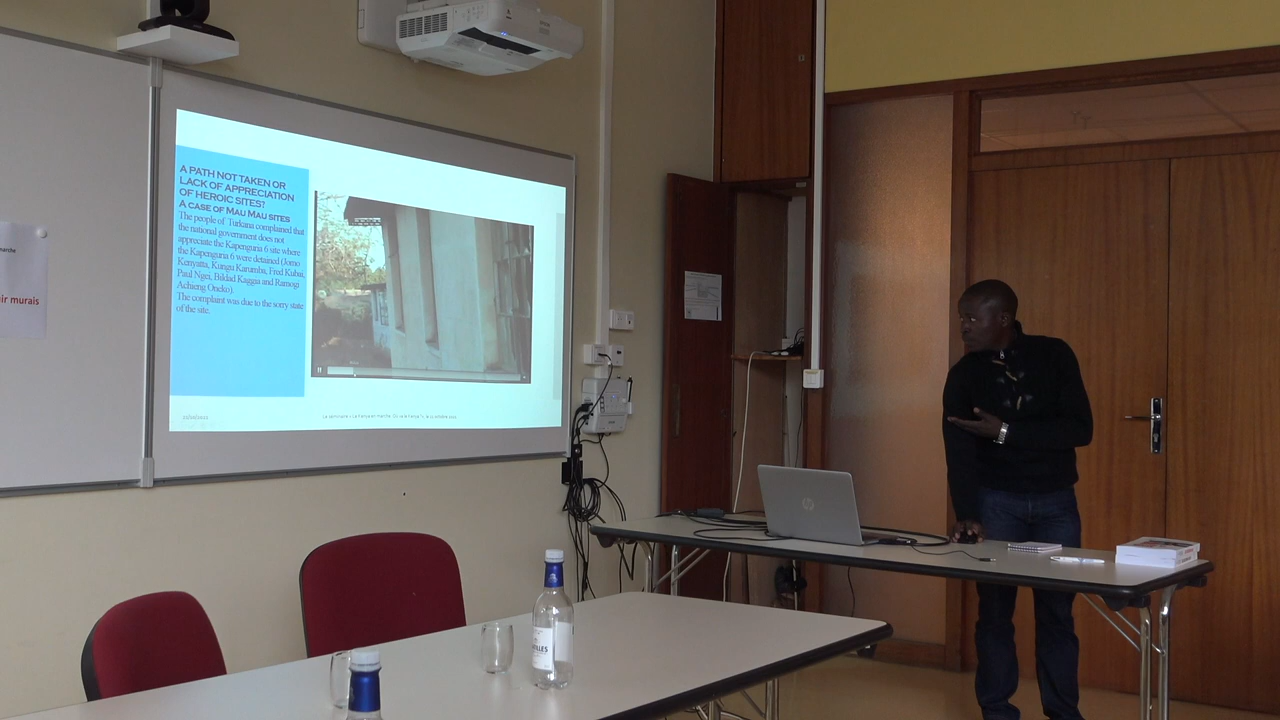 A PATH NOT TAKEN OR
LACK OF APPRECIATION
OF HEROIC SITES?
A CASE OF MAU MAU SITES
The people of Turkana complained that
the national government does not
appreciate the Kapenguria 6 site where
the Kapenguria 6 were detained (Jomo
Kenyatta, Kungu Karumba, Fred Kubai,
Paul Ngei, Bildad Kaggia and Ramogi
Achieng Oneko).
The complaint was due to the sorry state
of the site.
marche
ir murais
hp